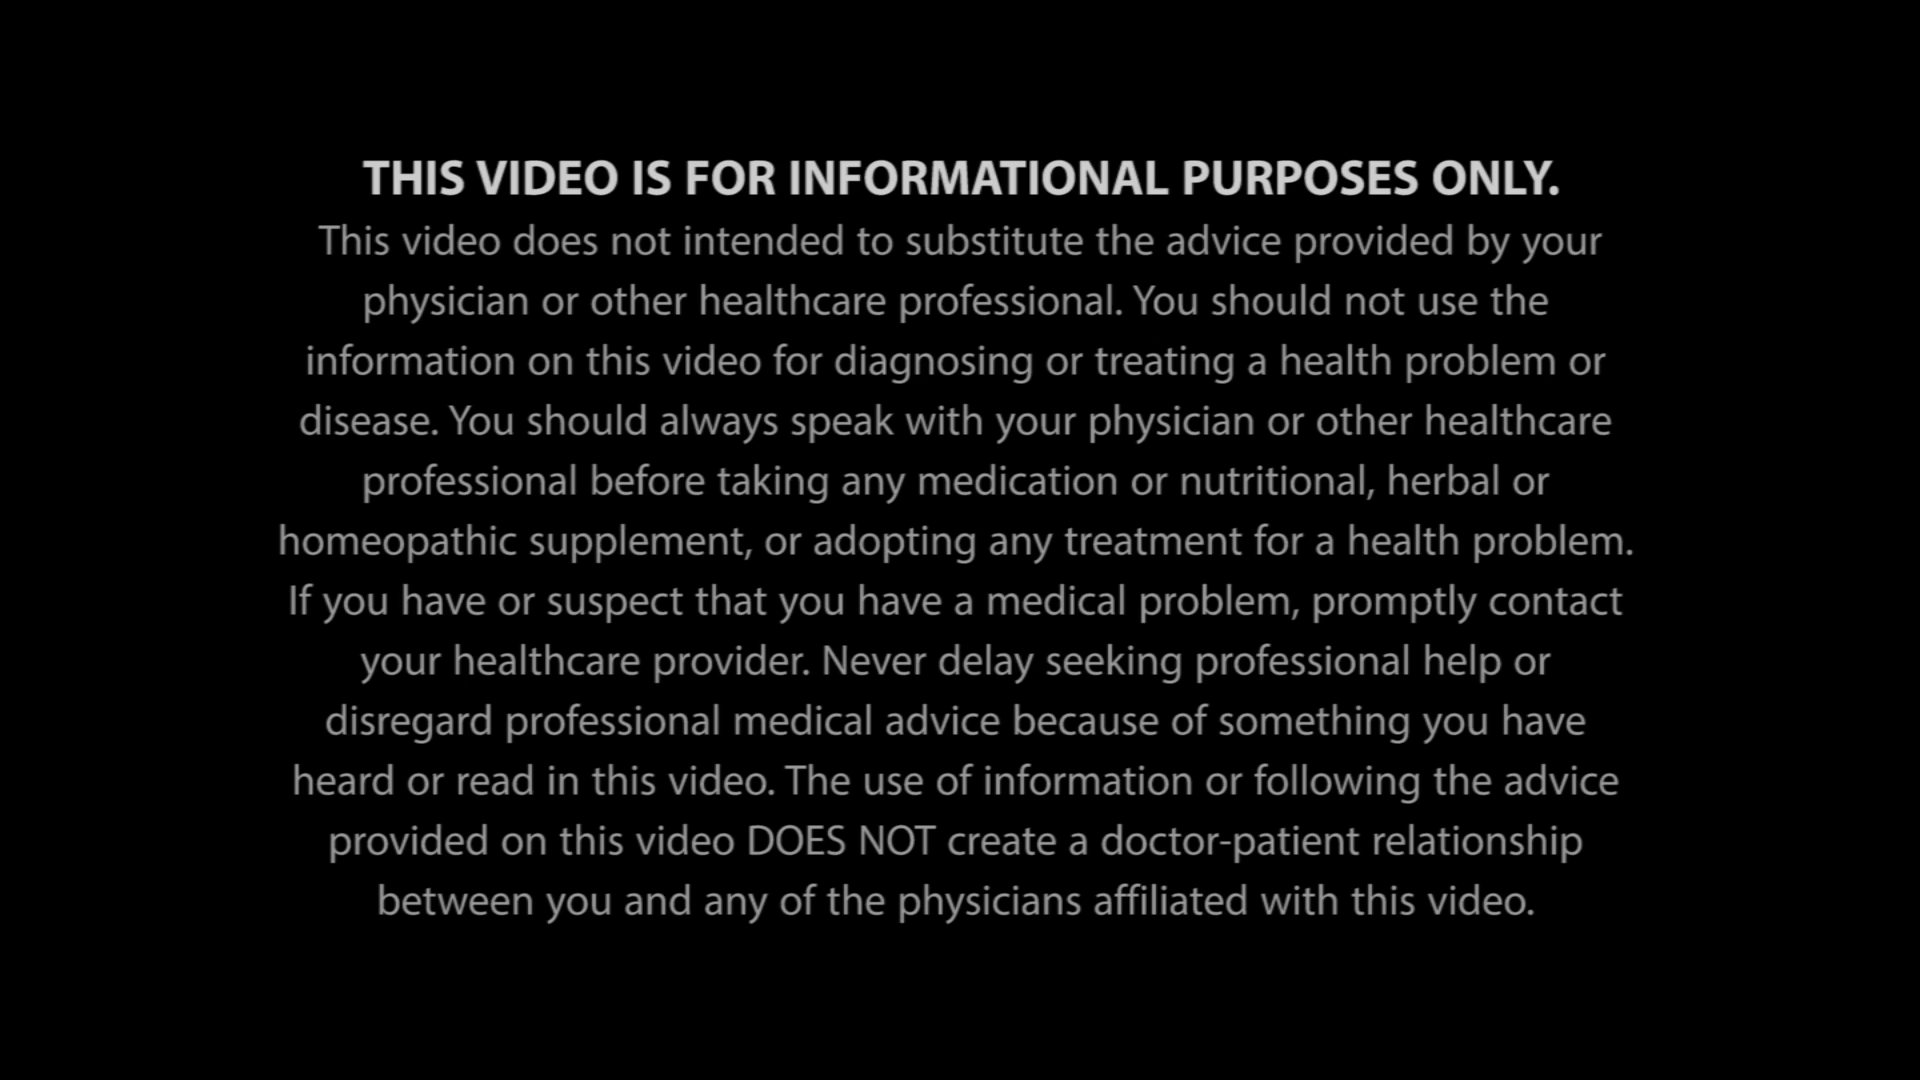 THIS VIDEO IS FOR INFORMATIONAL PURPOSES ONLY.
This video does not intended to substitute the advice provided by your
physician or other healthcare professional. You should not use the
information on this video for diagnosing or treating a health problem or
disease. You should always speak with your physician or other healthcare
professional before taking any medication or nutritional, herbal or
homeopathic supplement, or adopting any treatment for a health problem.
If you have or suspect that you have a medical problem, promptly contact
your healthcare provider. Never delay seeking professional help or
disregard professional medical advice because of something you have
heard or read in this video. The use of information or following the advice
provided on this video DOES NOT create a doctor-patient relationship
between you and any of the physicians affiliated with this video.